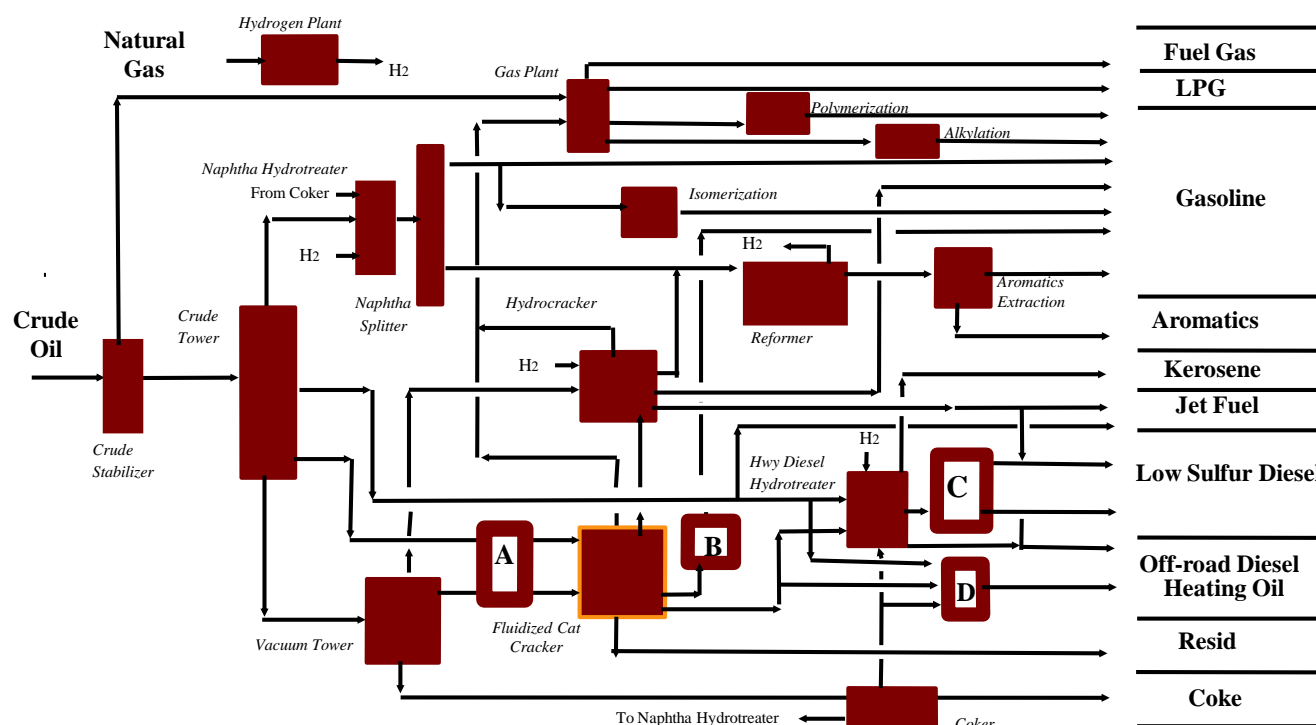 Hydrogen Plant
Natural
Gas
H2
Gas Plant
Fuel Gas
LPG
Polymerization
Alkylation
Naphtha Hydrotreater
From Coker
Isomerization
Gasoline
H2
H2
Crude
Tower
Naphtha
Splitter
Hydrocracker
Reformer
Aromatics
Extraction
Crude
Oil
Aromatics
H2
Kerosene
Jet Fuel
Crude
Stabilizer
H2
Hwy Diesel
Hydrotreater
C
Low Sulfur Diesel
A
B
D
Off-road Diesel
Heating Oil
Vacuum Tower
Fluidized Cat
Cracker
Resid
Coke
To Naphtha Hydrotreater
Coker